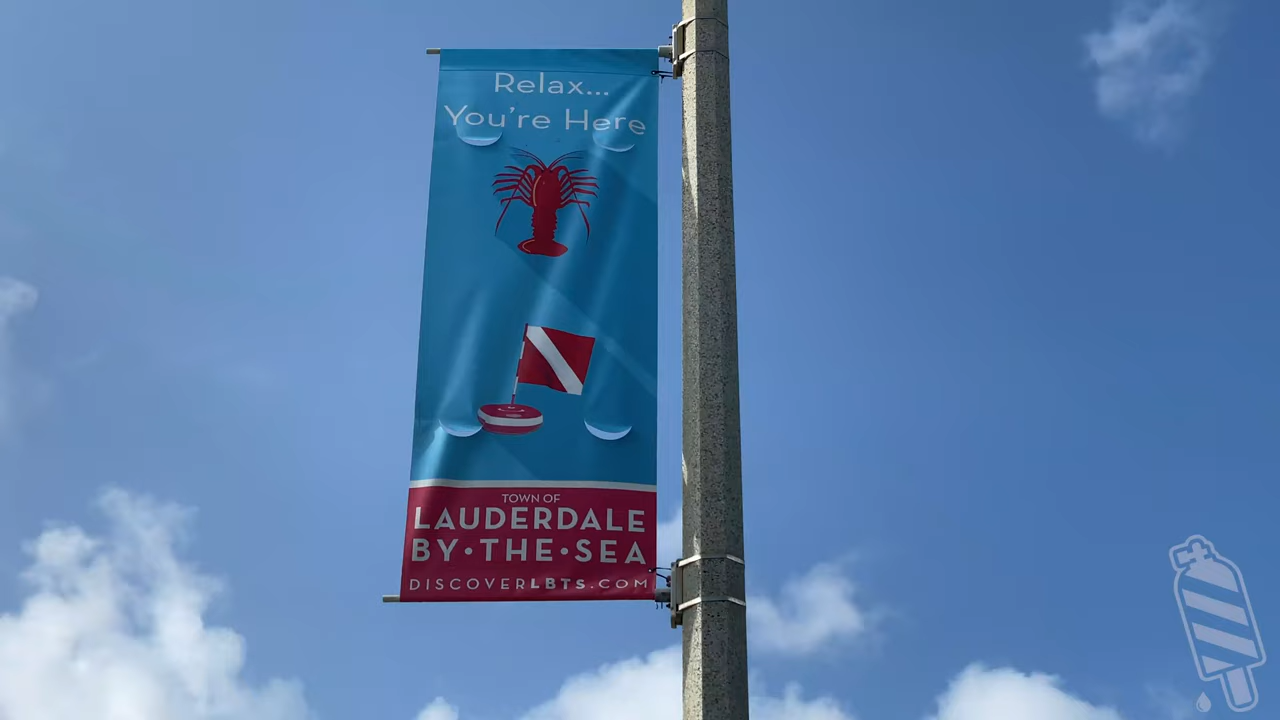 Relax...
You're Here
TOWN OF
LAUDERDALE
BY•THE•SEA
DISCOVERLBTS.COM